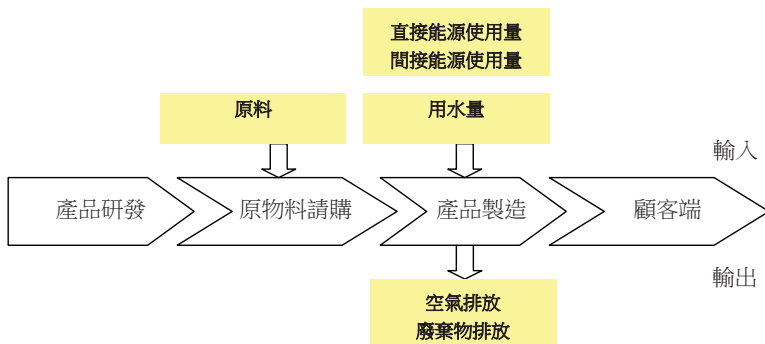 直接能源使用量
間接能源使用量
原料
用水量
輸入
產品研發
原物料請購
產品製造
顧客端
輸出
空氣排放
廢棄物排放